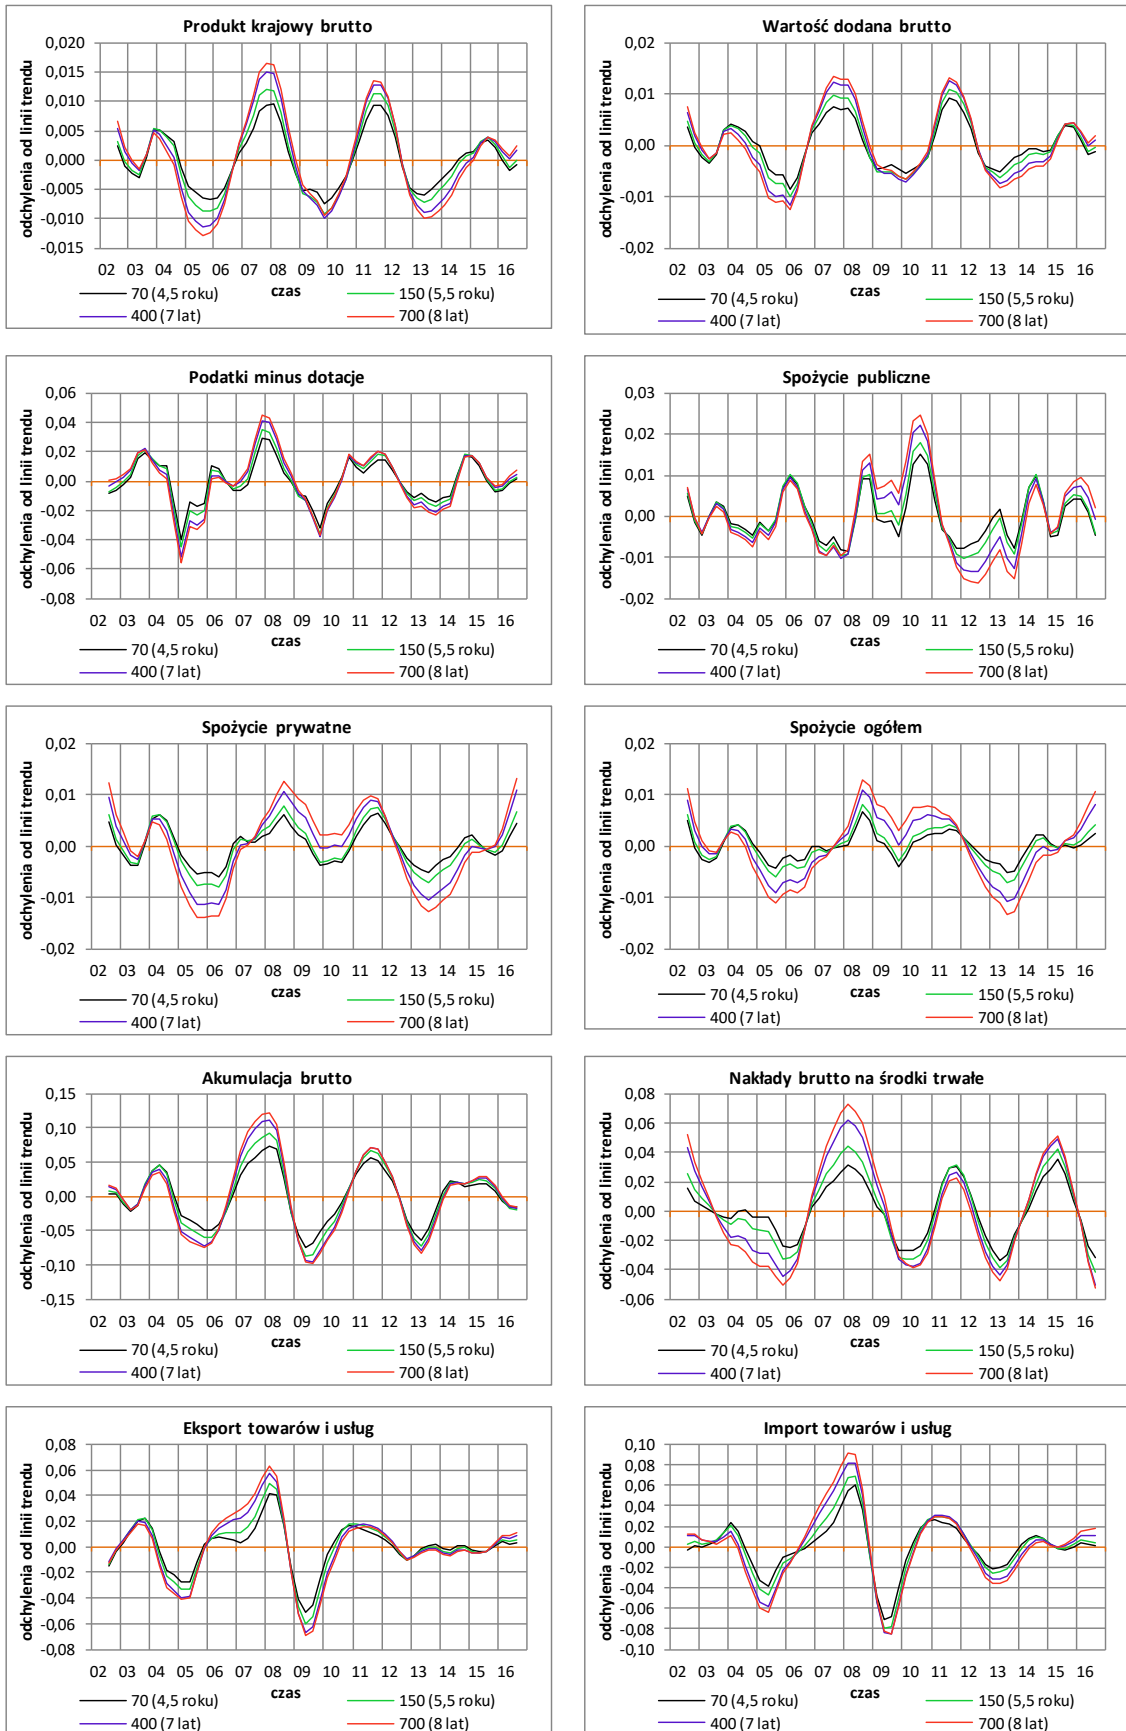 Produkt krajowy brutto
odchylenia od linii trendu
0,020
0,015
0,010
0,005
0,000
-0,005
-0,010
-0,015
02 03 04 05 06 07 08 09 10 11 12 13 14 15 16
czas
70 (4,5 roku) 150 (5,5 roku)
400 (7 lat) 700 (8 lat)
Wartość dodana brutto
odchylenia od linii trendu
0,02
0,01
0,00
-0,01
-0,02
02 03 04 05 06 07 08 09 10 11 12 13 14 15 16
czas
70 (4,5 roku) 150 (5,5 roku)
400 (7 lat) 700 (8 lat)
Podatki minus dotacje
odchylenia od linii trendu
0,06
0,04
0,02
0,00
-0,02
-0,04
-0,06
-0,08
02 03 04 05 06 07 08 09 10 11 12 13 14 15 16
czas
70 (4,5 roku) 150 (5,5 roku)
400 (7 lat) 700 (8 lat)
Spożycie publiczne
odchylenia od linii trendu
0,03
0,02
0,01
0,00
-0,01
-0,02
02 03 04 05 06 07 08 09 10 11 12 13 14 15 16
czas
70 (4,5 roku) 150 (5,5 roku)
400 (7 lat) 700 (8 lat)
Spożycie prywatne
odchylenia od linii trendu
0,02
0,01
0,00
-0,01
-0,02
02 03 04 05 06 07 08 09 10 11 12 13 14 15 16
czas
70 (4,5 roku) 150 (5,5 roku)
400 (7 lat) 700 (8 lat)
Spożycie ogółem
odchylenia od linii trendu
0,02
0,01
0,00
-0,01
-0,02
02 03 04 05 06 07 08 09 10 11 12 13 14 15 16
czas
70 (4,5 roku) 150 (5,5 roku)
400 (7 lat) 700 (8 lat)
Akumulacja brutto
odchylenia od linii trendu
0,15
0,10
0,05
0,00
-0,05
-0,10
-0,15
02 03 04 05 06 07 08 09 10 11 12 13 14 15 16
czas
70 (4,5 roku) 150 (5,5 roku)
400 (7 lat) 700 (8 lat)
Nakłady brutto na środki trwałe
odchylenia od linii trendu
0,08
0,06
0,04
0,02
0,00
-0,02
-0,04
-0,06
02 03 04 05 06 07 08 09 10 11 12 13 14 15 16
czas
70 (4,5 roku) 150 (5,5 roku)
400 (7 lat) 700 (8 lat)
Eksport towarów i usług
odchylenia od linii trendu
0,08
0,06
0,04
0,02
0,00
-0,02
-0,04
-0,06
-0,08
02 03 04 05 06 07 08 09 10 11 12 13 14 15 16
czas
70 (4,5 roku) 150 (5,5 roku)
400 (7 lat) 700 (8 lat)
Import towarów i usług
odchylenia od linii trendu
0,10
0,08
0,06
0,04
0,02
0,00
-0,02
-0,04
-0,06
-0,08
-0,10
02 03 04 05 06 07 08 09 10 11 12 13 14 15 16
czas
70 (4,5 roku) 150 (5,5 roku)
400 (7 lat) 700 (8 lat)